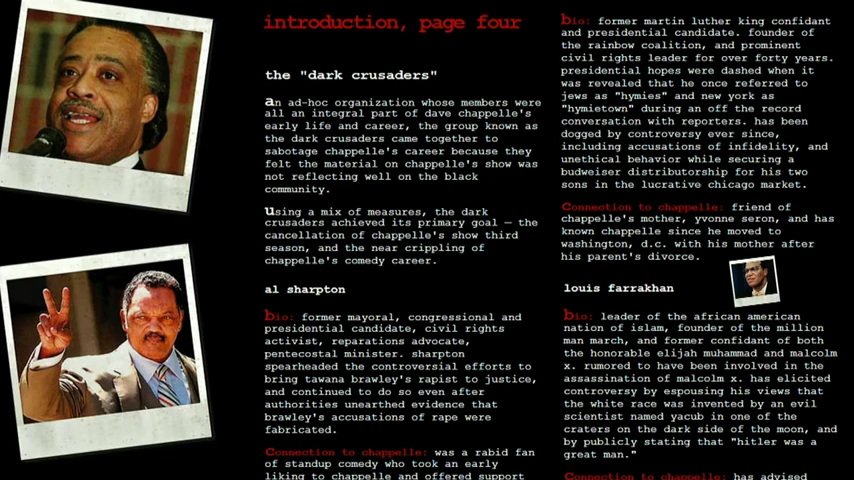 introduction, page four
the "dark crusaders"
an ad-hoc organization whose members were
all an integral part of dave chappelle's
early life and career, the group known as
the dark crusaders came together to
sabotage chappelle's career because they
felt the material on chappelle's show was
not reflecting well on the black
community.
using a mix of measures, the dark
crusaders achieved its primary goal — the
cancellation of chappelle's show third
season, and the near crippling of
chappelle's comedy career.
al sharpton
bio: former mayoral, congressional and
presidential candidate, civil rights
activist, reparations advocate,
pentecostal minister. sharpton
spearheaded the controversial efforts to
bring tawana brawley's rapist to justice,
and continued to do so even after
authorities unearthed evidence that
brawley's accusations of rape were
fabricated.
Connection to chappelle: was a rabid fan
of standup comedy who took an early
liking to chappelle and offered support
bio: former martin luther king confidant
and presidential candidate. founder of
the rainbow coalition, and prominent
civil rights leader for over forty years.
presidential hopes were dashed when it
was revealed that he once referred to
jews as "hymies" and new york as
"hymietown" during an off the record
conversation with reporters. has been
dogged by controversy ever since,
including accusations of infidelity, and
unethical behavior while securing a
budweiser distributorship for his two
sons in the lucrative chicago market.
Connection to chappelle: friend of
chappelle's mother, yvonne seron, and has
known chappelle since he moved to
washington, d.c. with his mother after
his parent's divorce.
louis farrakhan
bio: leader of the african american
nation of islam, founder of the million
man march, and former confidant of both
the honorable elijah muhammad and malcolm
x. rumored to have been involved in the
assassination of malcolm x. has elicited
controversy by espousing his views that
the white race was invented by an evil
scientist named yacub in one of the
craters on the dark side of the moon, and
by publicly stating that "hitler was a
great man."
Connection to chappelle: has advised